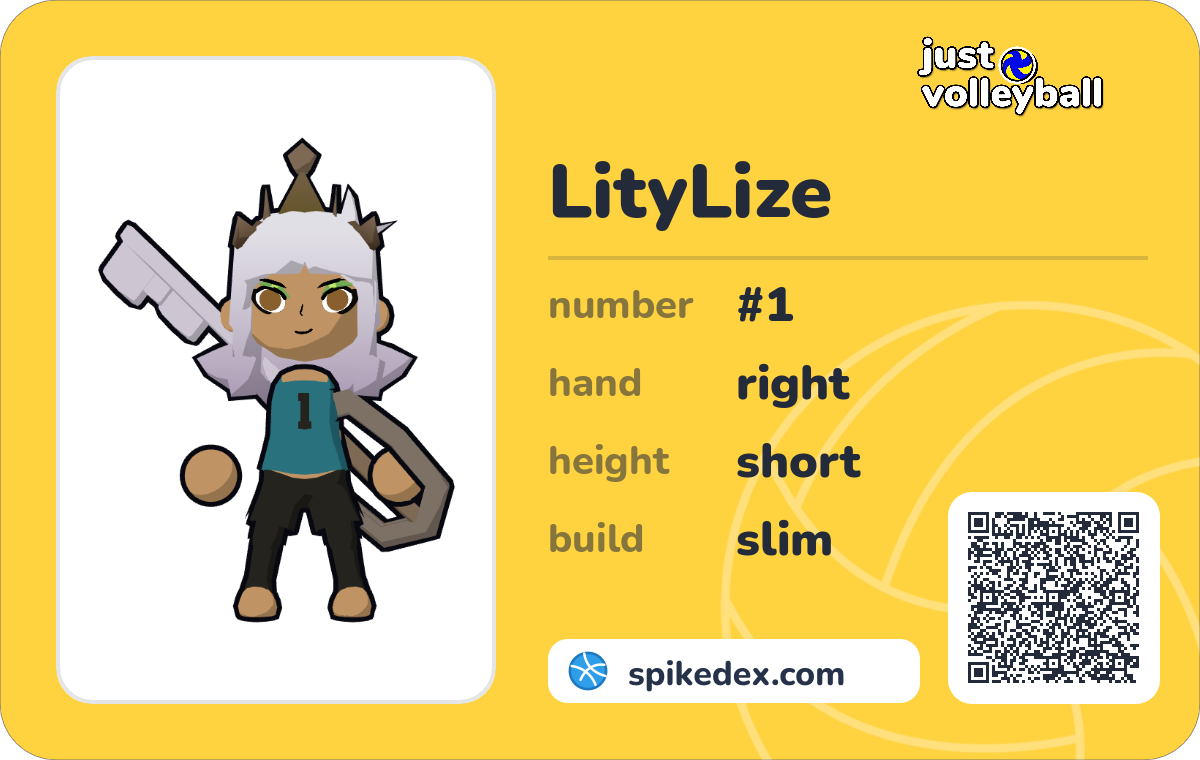 just
volleyball
LityLize
number #1
hand right
height short
build slim
1
spikedex.com